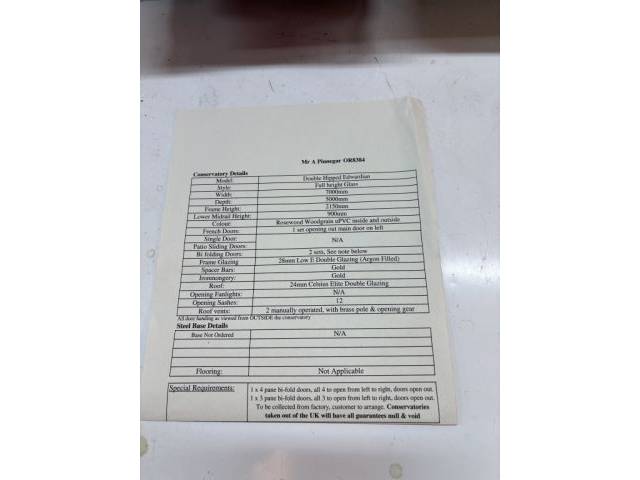 Mr A Pinnegar OR8384
Conservatory Details
Model: Double Hipped Edwardian
Style: Full height Glass
Width: 7000mm
Depth: 5000mm
Frame Height: 2150mm
Lower Midrail Height: 900mm
Colour: Rosewood Woodgrain uPVC inside and outside
French Doors: 1 set opening out main door on left
Single Door: N/A
Patio Sliding Doors:
Bi folding Doors: 2 sets, See note below
Frame Glazing 28mm Low E Double Glazing (Argon Filled)
Spacer Bars: Gold
Ironmongery: Gold
Roof: 24mm Celsius Elite Double Glazing
Opening Fanlights: N/A
Opening Sashes: 12
Roof vents: 2 manually operated, with brass pole & opening gear
All door handing as viewed from OUTSIDE the conservatory
Steel Base Details
Base Not Ordered N/A
Flooring: Not Applicable
Special Requirements: 1 x 4 pane bi-fold doors, all 4 to open from left to right, doors open out.
1 x 3 pane bi-fold doors, all 3 to open from left to right, doors open out.
To be collected from factory, customer to arrange. Conservatories
taken out of the UK will have all guarantees null & void